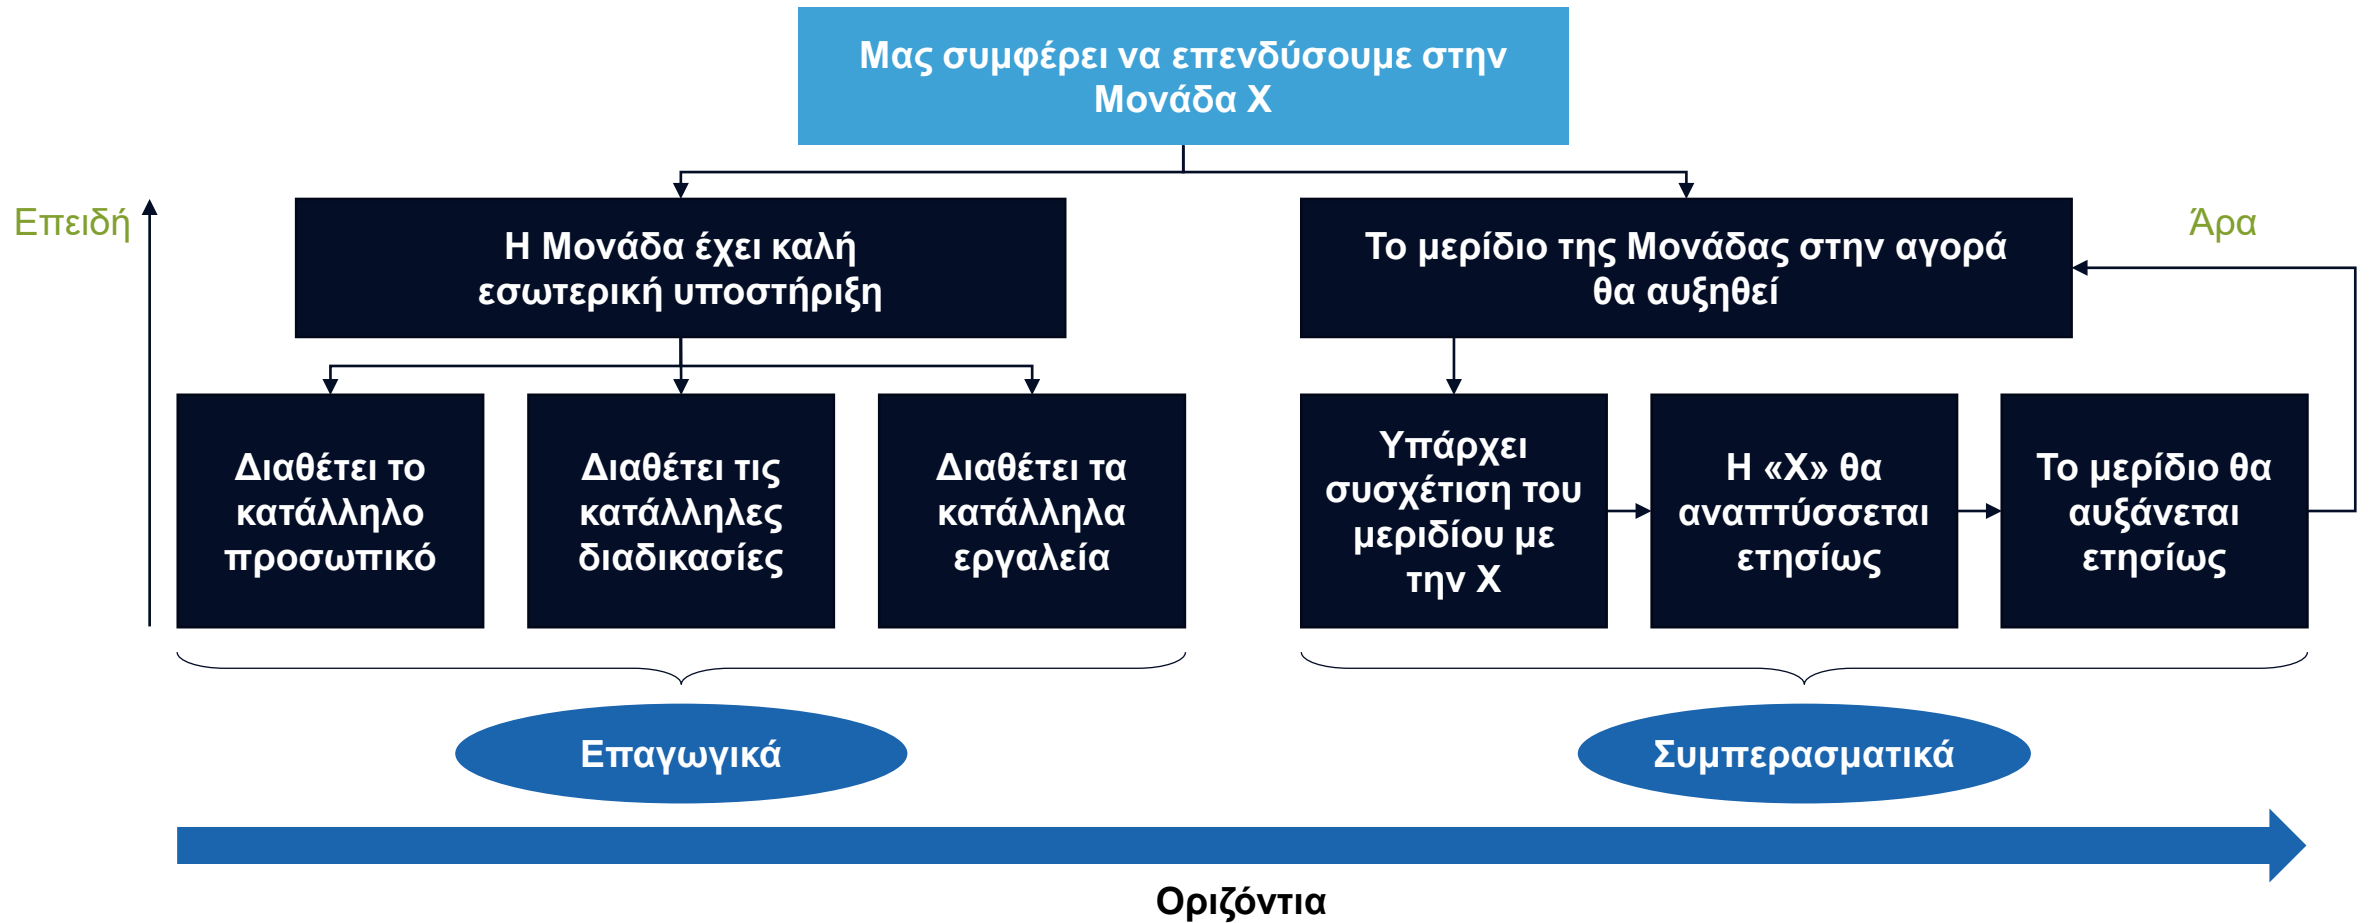 Μας συμφέρει να επενδύσουμε στην
Μονάδα Χ
Επειδή
Η Μονάδα έχει καλή
εσωτερική υποστήριξη
Το μερίδιο της Μονάδας στην αγορά
θα αυξηθεί
Άρα
Διαθέτει το
κατάλληλο
προσωπικό
Διαθέτει τις
κατάλληλες
διαδικασίες
Διαθέτει τα
κατάλληλα
εργαλεία
Υπάρχει
συσχέτιση του
μεριδίου με
την Χ
Η «Χ» θα
αναπτύσσεται
ετησίως
Το μερίδιο θα
αυξάνεται
ετησίως
Επαγωγικά
Συμπερασματικά
Οριζόντια